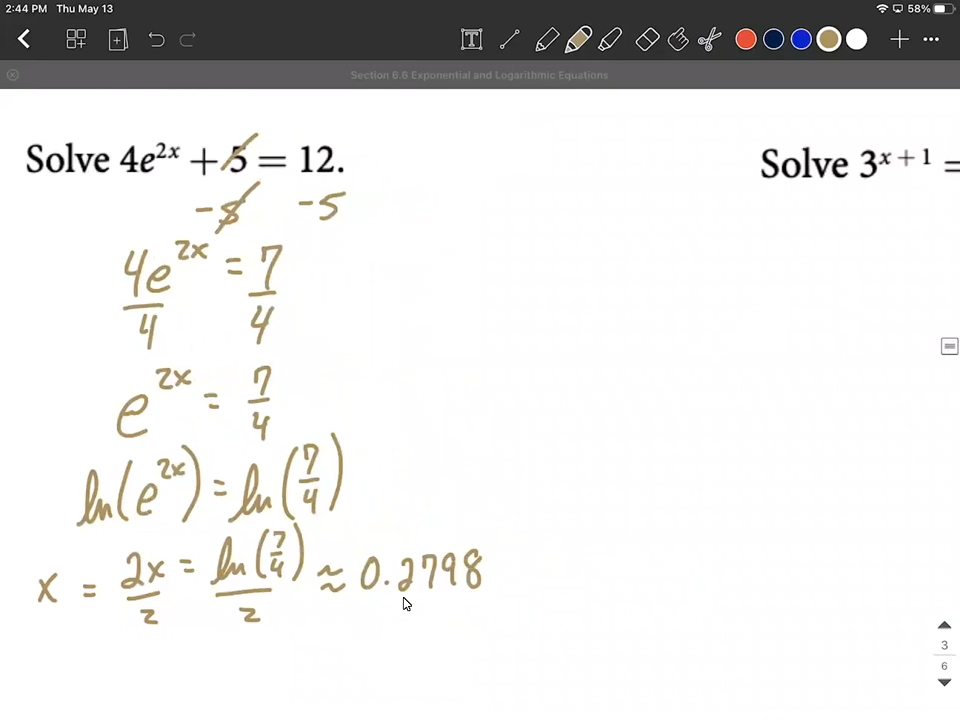 2:44 PM Thu May 13 58%
Section 6.6 Exponential and Logarithmic Equations
Solve 4e^{2x} + 5 = 12.
-5 -5
4e^{2x}/4 = 7/4
e^{2x} = 7/4
ln(e^{2x}) = ln(7/4)
x = 2x/2 = ln(7/4)/2 ≈ 0.2798
Solve 3^{x + 1} =
3
6